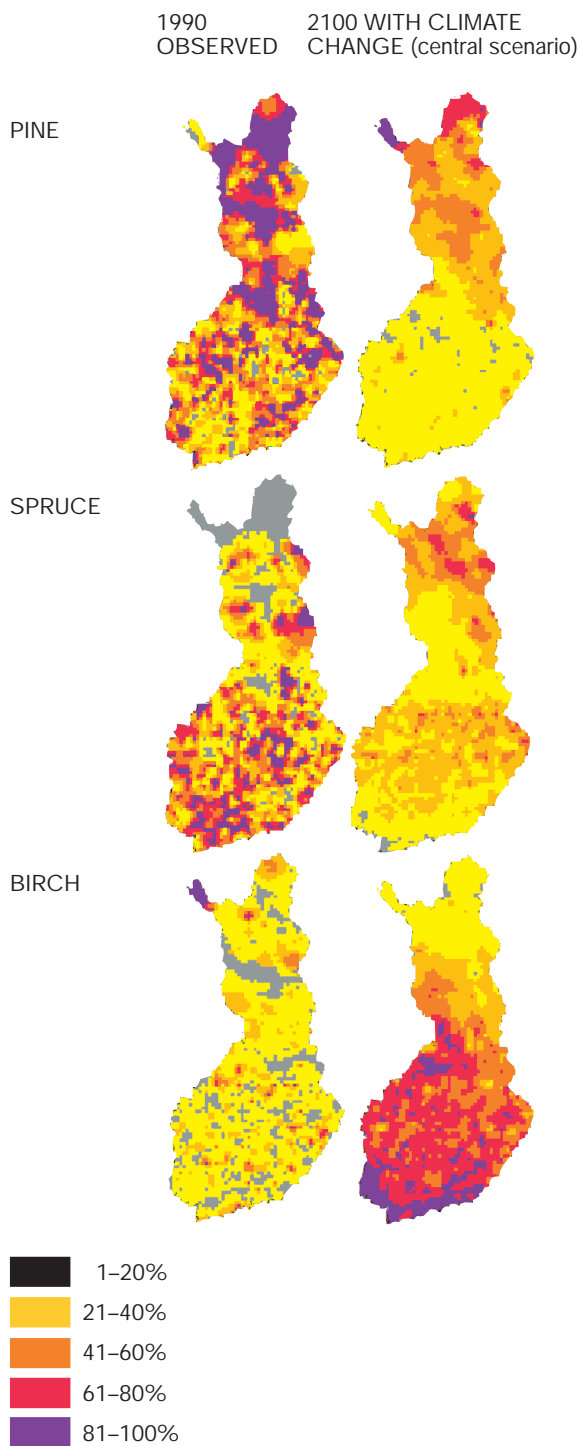 1990
OBSERVED
2100 WITH CLIMATE
CHANGE (central scenario)
PINE
SPRUCE
BIRCH
1–20%
21–40%
41–60%
61–80%
81–100%